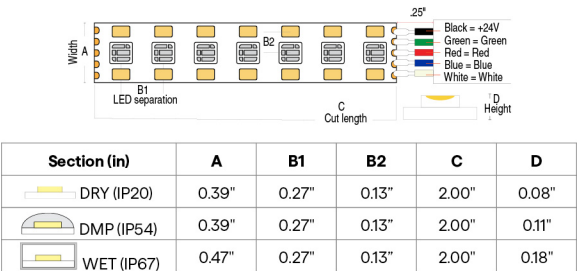 .25"
Black = +24V
Green = Green
Red = Red
Blue = Blue
White = White
Width
A
B2
B1
LED separation
C
Cut length
D
Height
Section (in) A B1 B2 C D
DRY (IP20) 0.39" 0.27" 0.13” 2.00" 0.08"
DMP (IP54) 0.39" 0.27" 0.13” 2.00" 0.11"
WET (IP67) 0.47" 0.27" 0.13” 2.00" 0.18"